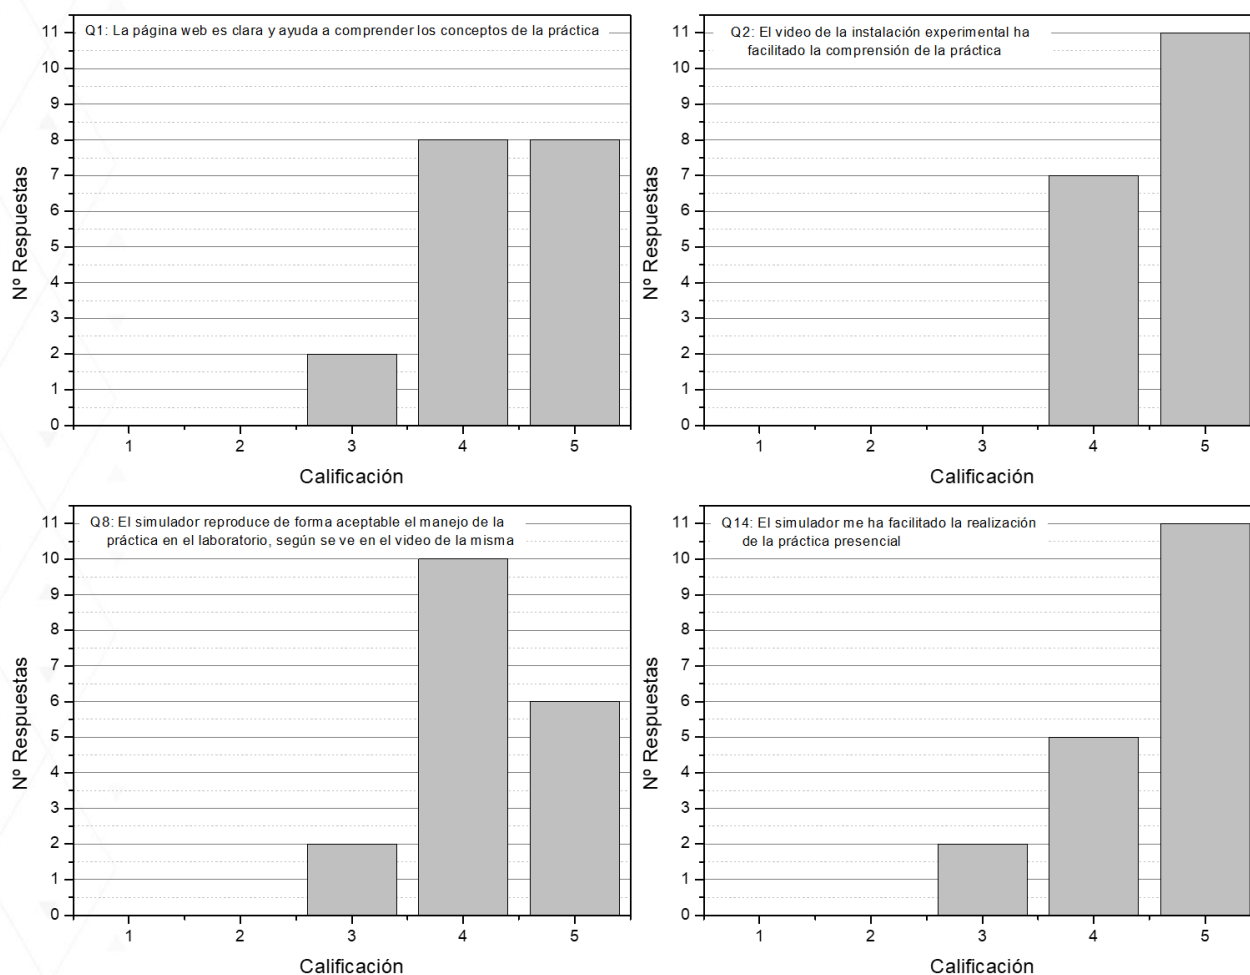 Q1: La página web es clara y ayuda a comprender los conceptos de la práctica
11
10
9
8
7
6
5
4
3
2
1
0
Nº Respuestas
1 2 3 4 5
Calificación
Q2: El video de la instalación experimental ha
facilitado la comprensión de la práctica
11
10
9
8
7
6
5
4
3
2
1
0
Nº Respuestas
1 2 3 4 5
Calificación
Q8: El simulador reproduce de forma aceptable el manejo de la
práctica en el laboratorio, según se ve en el video de la misma
11
10
9
8
7
6
5
4
3
2
1
0
Nº Respuestas
1 2 3 4 5
Calificación
Q14: El simulador me ha facilitado la realización
de la práctica presencial
11
10
9
8
7
6
5
4
3
2
1
0
Nº Respuestas
1 2 3 4 5
Calificación